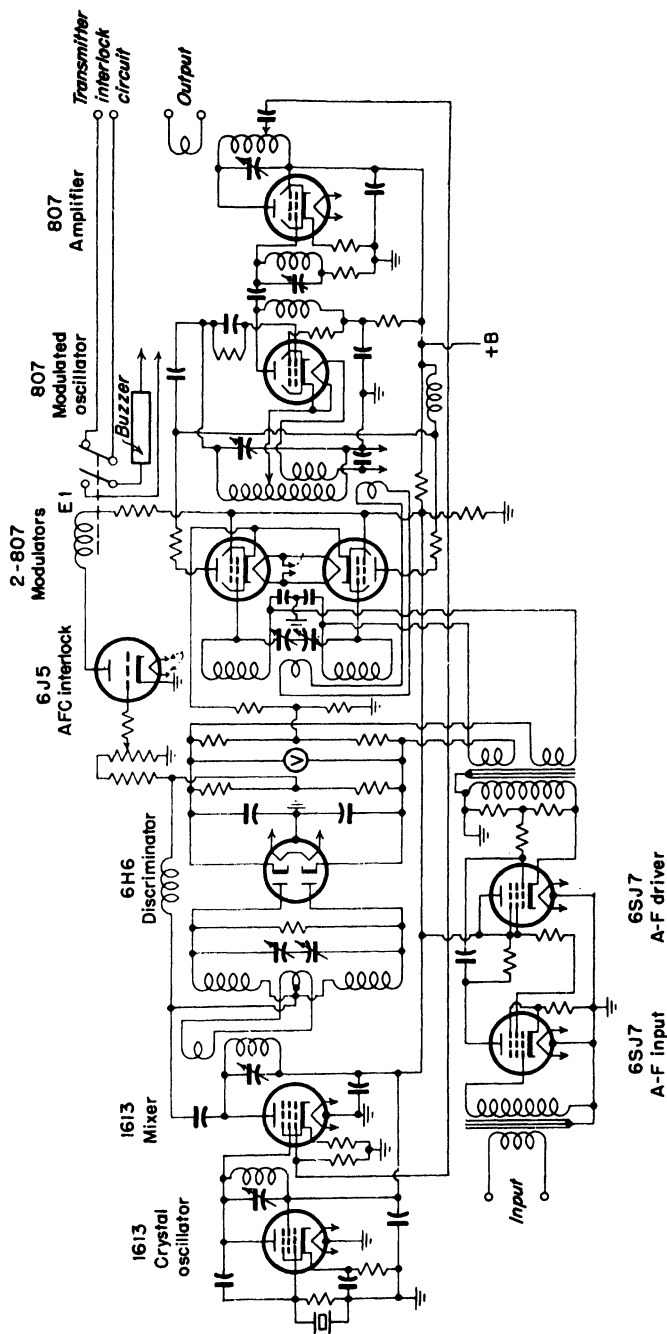 1613
Crystal
oscillator
1613
Mixer
6H6
Discriminator
6J5
AFC interlock
2-807
Modulators
E1
Buzzer
807
Modulated
oscillator
807
Amplifier
Transmitter
interlock
circuit
Output
V
+B
Input
6SJ7
A-F input
6SJ7
A-F driver